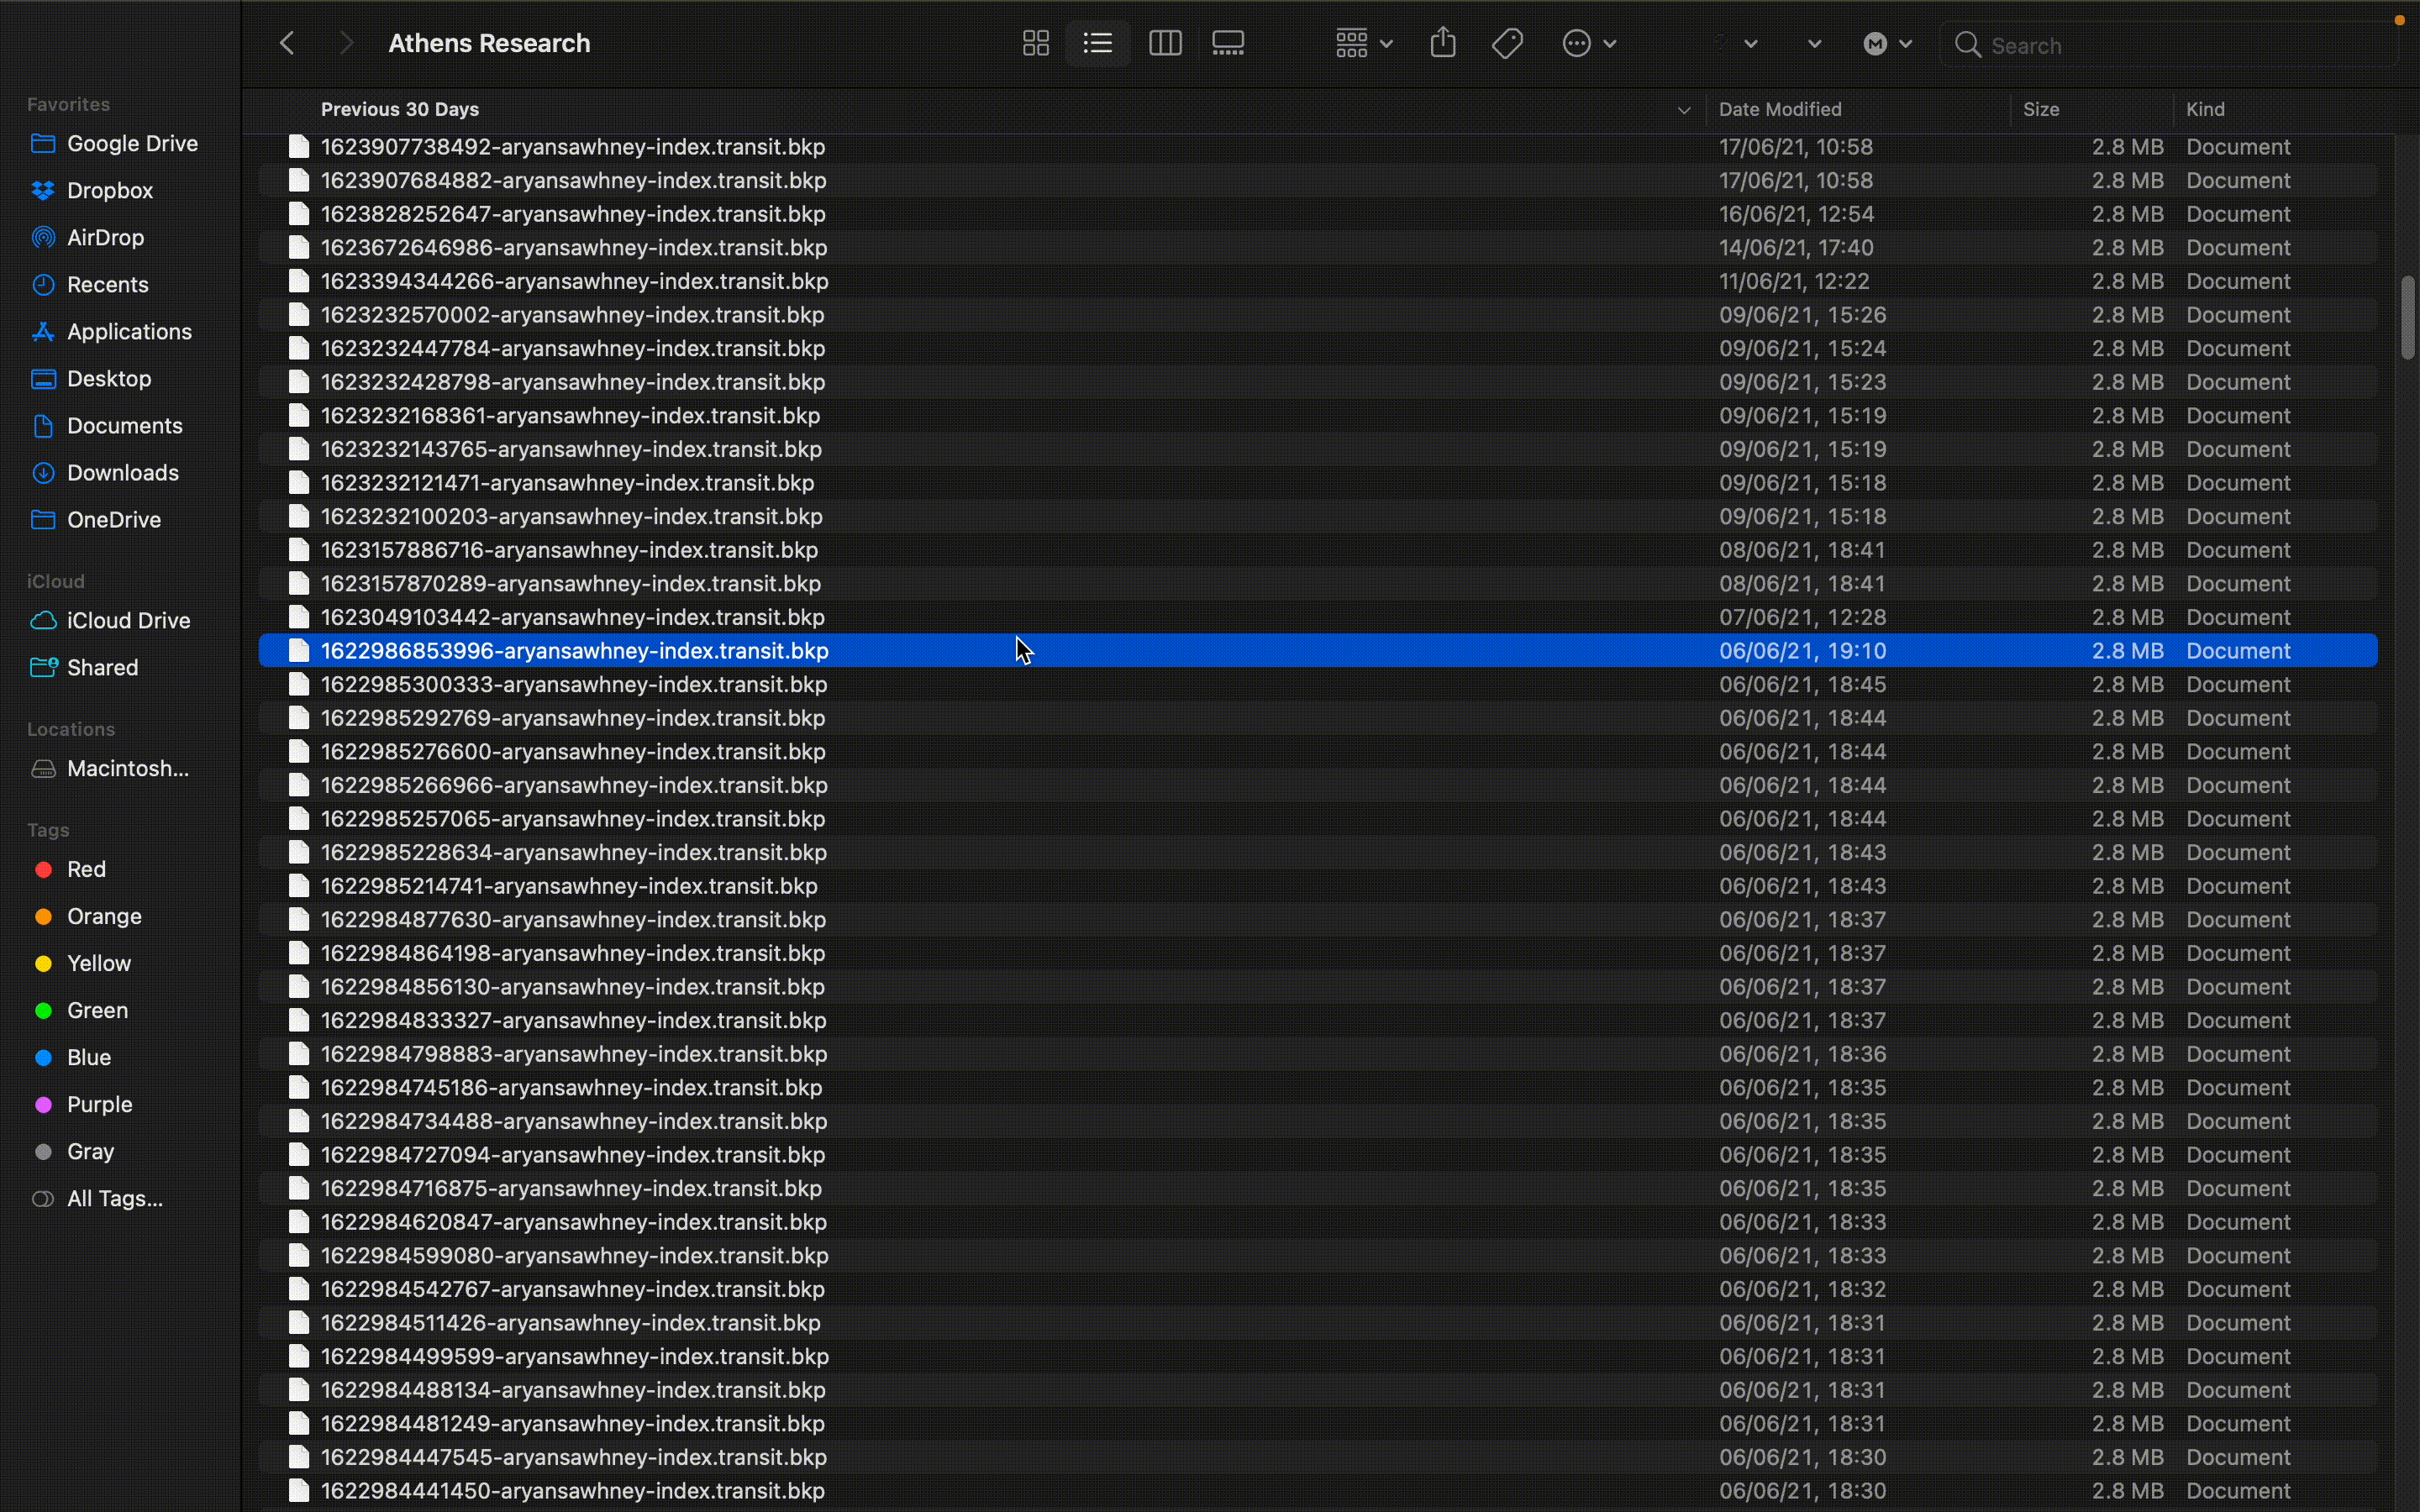 Athens Research
Search
Favorites
Google Drive
Dropbox
AirDrop
Recents
Applications
Desktop
Documents
Downloads
OneDrive
iCloud
iCloud Drive
Shared
Locations
Macintosh...
Tags
Red
Orange
Yellow
Green
Blue
Purple
Gray
All Tags...
Previous 30 Days Date Modified Size Kind
1623907738492-aryansawhney-index.transit.bkp 17/06/21, 10:58 2.8 MB Document
1623907684882-aryansawhney-index.transit.bkp 17/06/21, 10:58 2.8 MB Document
1623828252647-aryansawhney-index.transit.bkp 16/06/21, 12:54 2.8 MB Document
1623672646986-aryansawhney-index.transit.bkp 14/06/21, 17:40 2.8 MB Document
1623394344266-aryansawhney-index.transit.bkp 11/06/21, 12:22 2.8 MB Document
1623232570002-aryansawhney-index.transit.bkp 09/06/21, 15:26 2.8 MB Document
1623232447784-aryansawhney-index.transit.bkp 09/06/21, 15:24 2.8 MB Document
1623232428798-aryansawhney-index.transit.bkp 09/06/21, 15:23 2.8 MB Document
1623232168361-aryansawhney-index.transit.bkp 09/06/21, 15:19 2.8 MB Document
1623232143765-aryansawhney-index.transit.bkp 09/06/21, 15:19 2.8 MB Document
1623232121471-aryansawhney-index.transit.bkp 09/06/21, 15:18 2.8 MB Document
1623232100203-aryansawhney-index.transit.bkp 09/06/21, 15:18 2.8 MB Document
1623157886716-aryansawhney-index.transit.bkp 08/06/21, 18:41 2.8 MB Document
1623157870289-aryansawhney-index.transit.bkp 08/06/21, 18:41 2.8 MB Document
1623049103442-aryansawhney-index.transit.bkp 07/06/21, 12:28 2.8 MB Document
1622986853996-aryansawhney-index.transit.bkp 06/06/21, 19:10 2.8 MB Document
1622985300333-aryansawhney-index.transit.bkp 06/06/21, 18:45 2.8 MB Document
1622985292769-aryansawhney-index.transit.bkp 06/06/21, 18:44 2.8 MB Document
1622985276600-aryansawhney-index.transit.bkp 06/06/21, 18:44 2.8 MB Document
1622985266966-aryansawhney-index.transit.bkp 06/06/21, 18:44 2.8 MB Document
1622985257065-aryansawhney-index.transit.bkp 06/06/21, 18:44 2.8 MB Document
1622985228634-aryansawhney-index.transit.bkp 06/06/21, 18:43 2.8 MB Document
1622985214741-aryansawhney-index.transit.bkp 06/06/21, 18:43 2.8 MB Document
1622984877630-aryansawhney-index.transit.bkp 06/06/21, 18:37 2.8 MB Document
1622984864198-aryansawhney-index.transit.bkp 06/06/21, 18:37 2.8 MB Document
1622984856130-aryansawhney-index.transit.bkp 06/06/21, 18:37 2.8 MB Document
1622984833327-aryansawhney-index.transit.bkp 06/06/21, 18:37 2.8 MB Document
1622984798883-aryansawhney-index.transit.bkp 06/06/21, 18:36 2.8 MB Document
1622984745186-aryansawhney-index.transit.bkp 06/06/21, 18:35 2.8 MB Document
1622984734488-aryansawhney-index.transit.bkp 06/06/21, 18:35 2.8 MB Document
1622984727094-aryansawhney-index.transit.bkp 06/06/21, 18:35 2.8 MB Document
1622984716875-aryansawhney-index.transit.bkp 06/06/21, 18:35 2.8 MB Document
1622984620847-aryansawhney-index.transit.bkp 06/06/21, 18:33 2.8 MB Document
1622984599080-aryansawhney-index.transit.bkp 06/06/21, 18:33 2.8 MB Document
1622984542767-aryansawhney-index.transit.bkp 06/06/21, 18:32 2.8 MB Document
1622984511426-aryansawhney-index.transit.bkp 06/06/21, 18:31 2.8 MB Document
1622984499599-aryansawhney-index.transit.bkp 06/06/21, 18:31 2.8 MB Document
1622984488134-aryansawhney-index.transit.bkp 06/06/21, 18:31 2.8 MB Document
1622984481249-aryansawhney-index.transit.bkp 06/06/21, 18:31 2.8 MB Document
1622984447545-aryansawhney-index.transit.bkp 06/06/21, 18:30 2.8 MB Document
1622984441450-aryansawhney-index.transit.bkp 06/06/21, 18:30 2.8 MB Document